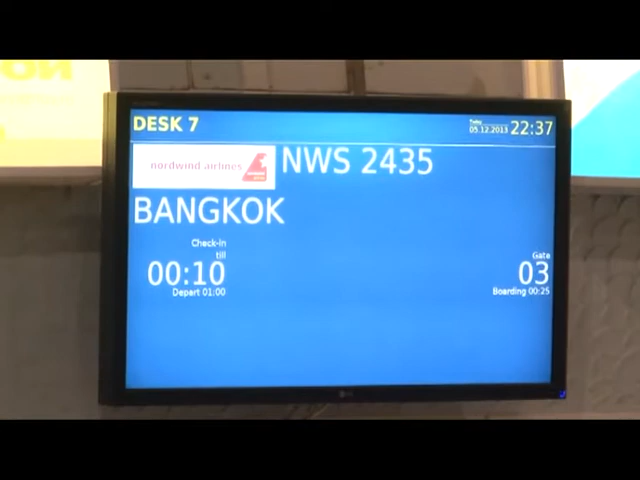 DESK 7
Today
05.12.2013 22:37
nordwind airlines
NWS 2435
BANGKOK
Check-in
till
00:10
Depart 01:00
Gate
03
Boarding 00:25